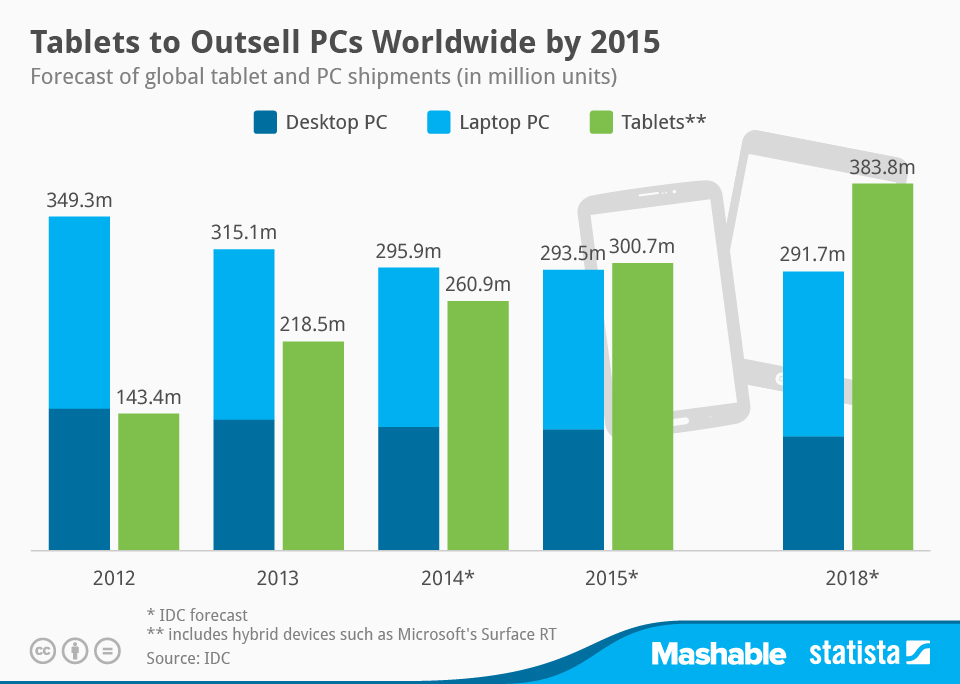 Tablets to Outsell PCs Worldwide by 2015
Forecast of global tablet and PC shipments (in million units)
Desktop PC Laptop PC Tablets**
349.3m 143.4m
315.1m 218.5m
295.9m 260.9m
293.5m 300.7m
291.7m 383.8m
2012 2013 2014* 2015* 2018*
* IDC forecast
** includes hybrid devices such as Microsoft's Surface RT
Source: IDC
cc
Mashable statista